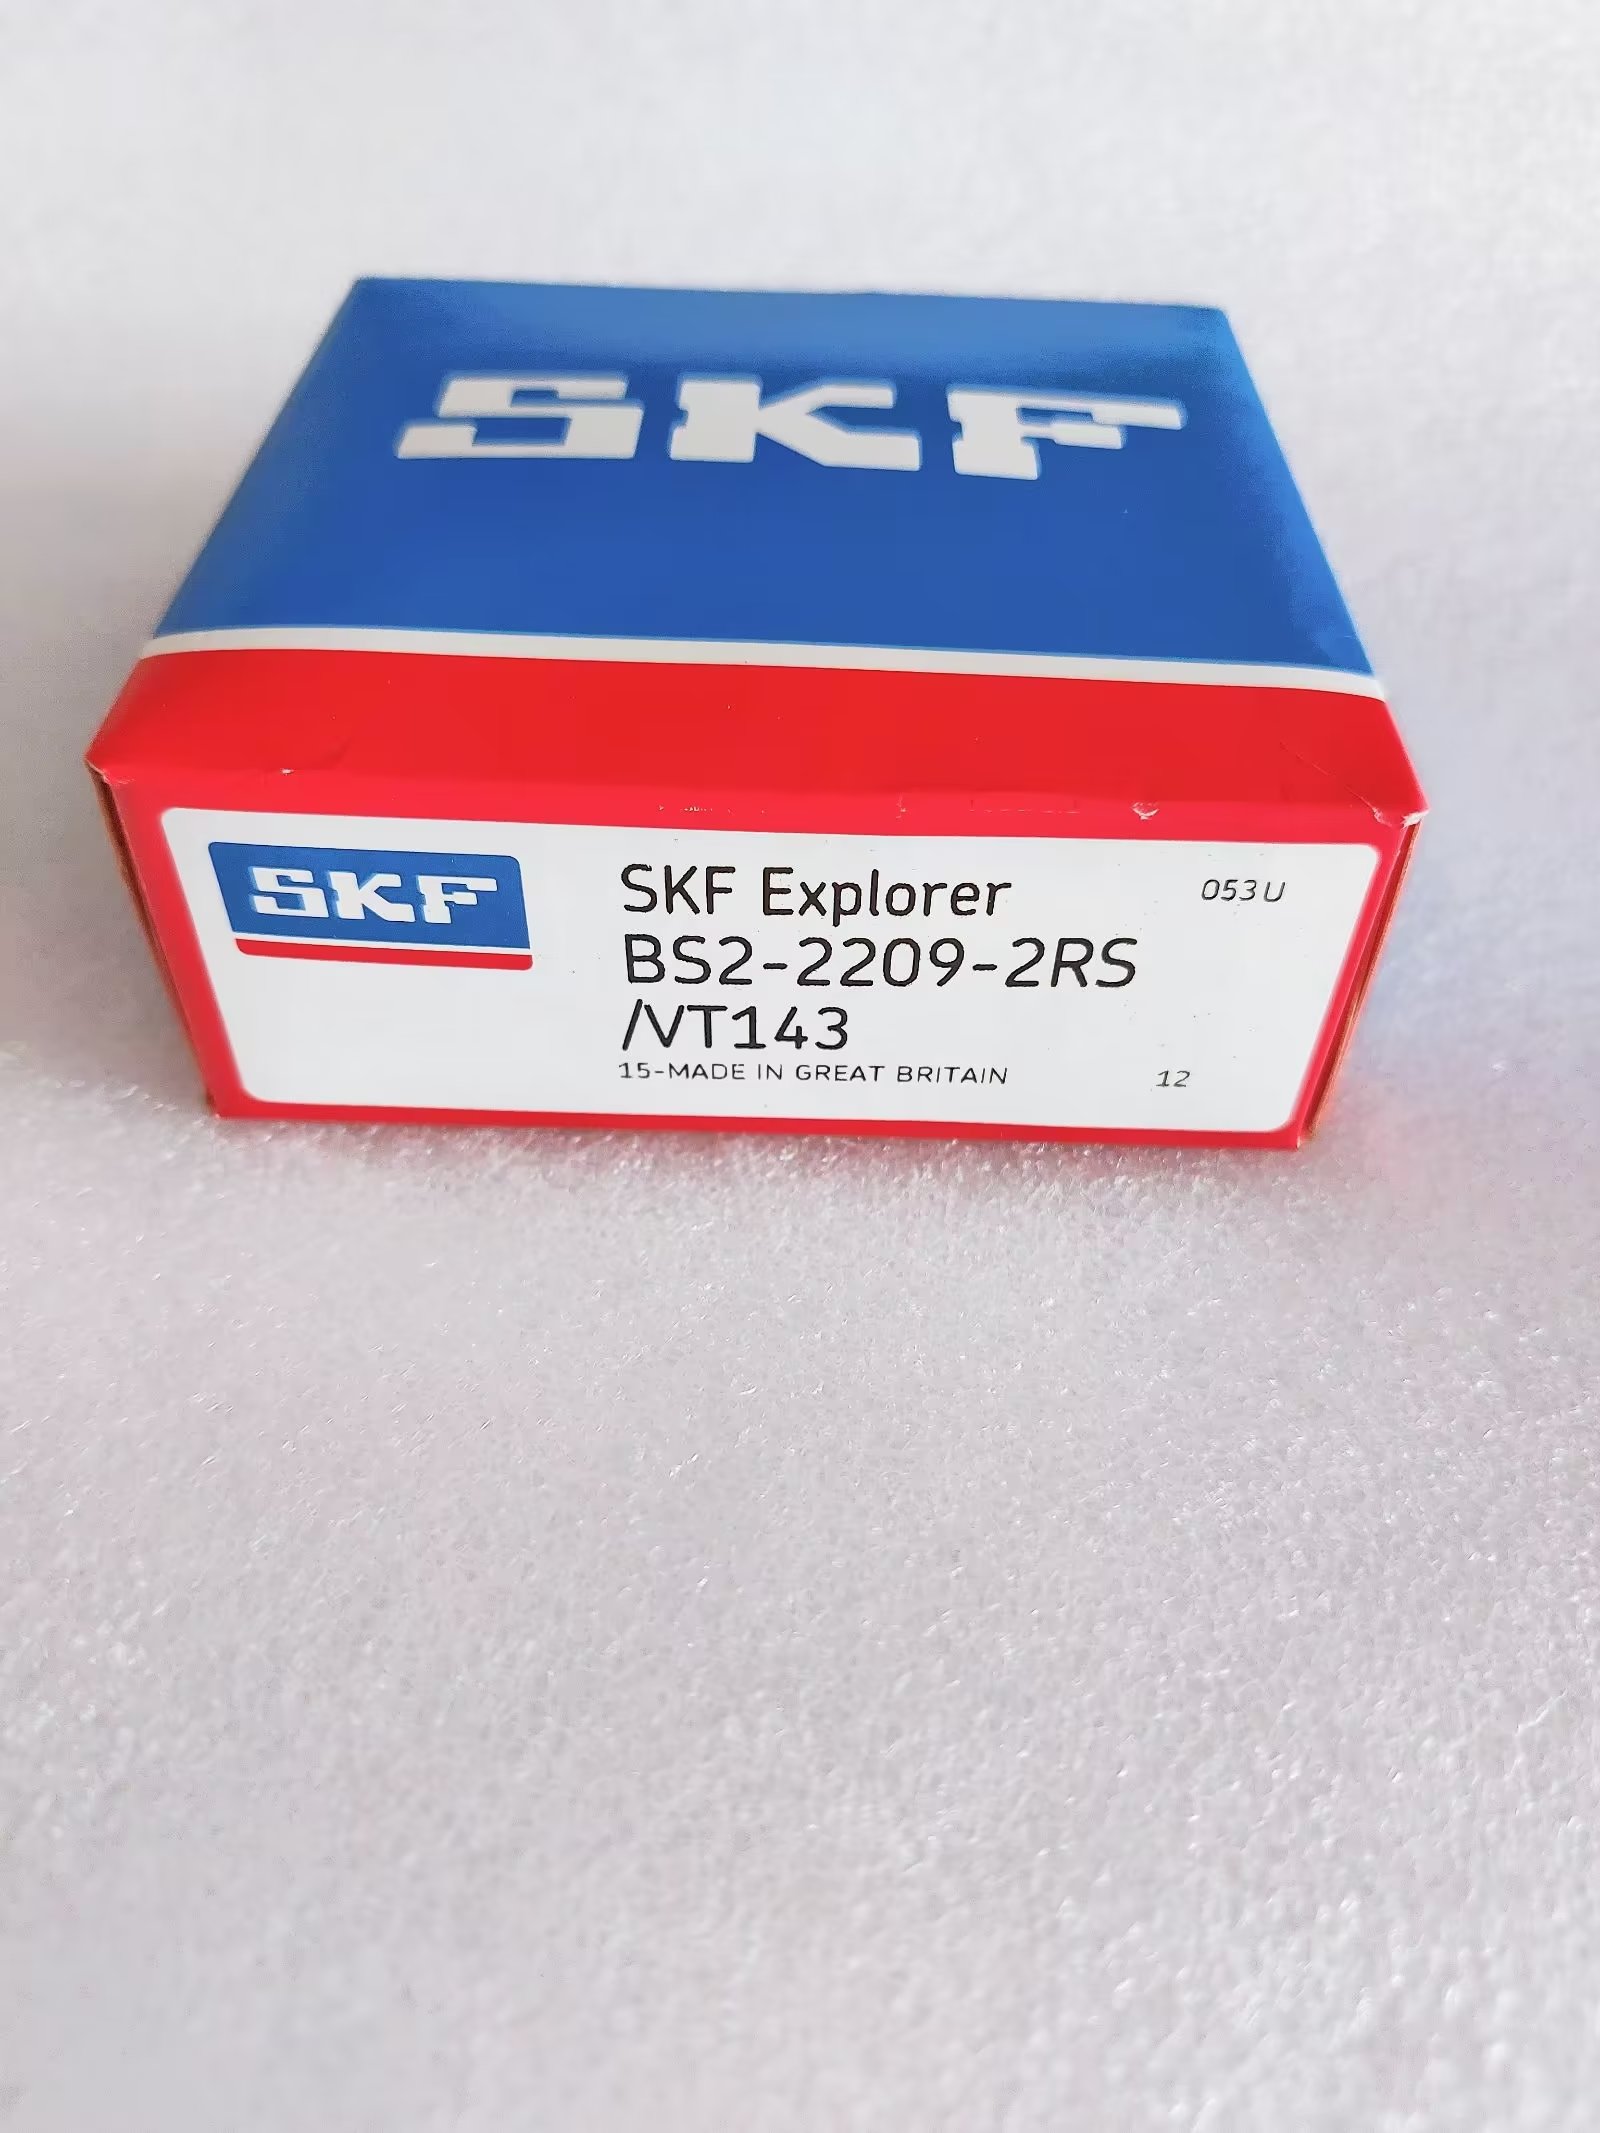 SKF
SKF
SKF Explorer
053U
BS2-2209-2RS
/VT143
15-MADE IN GREAT BRITAIN
12